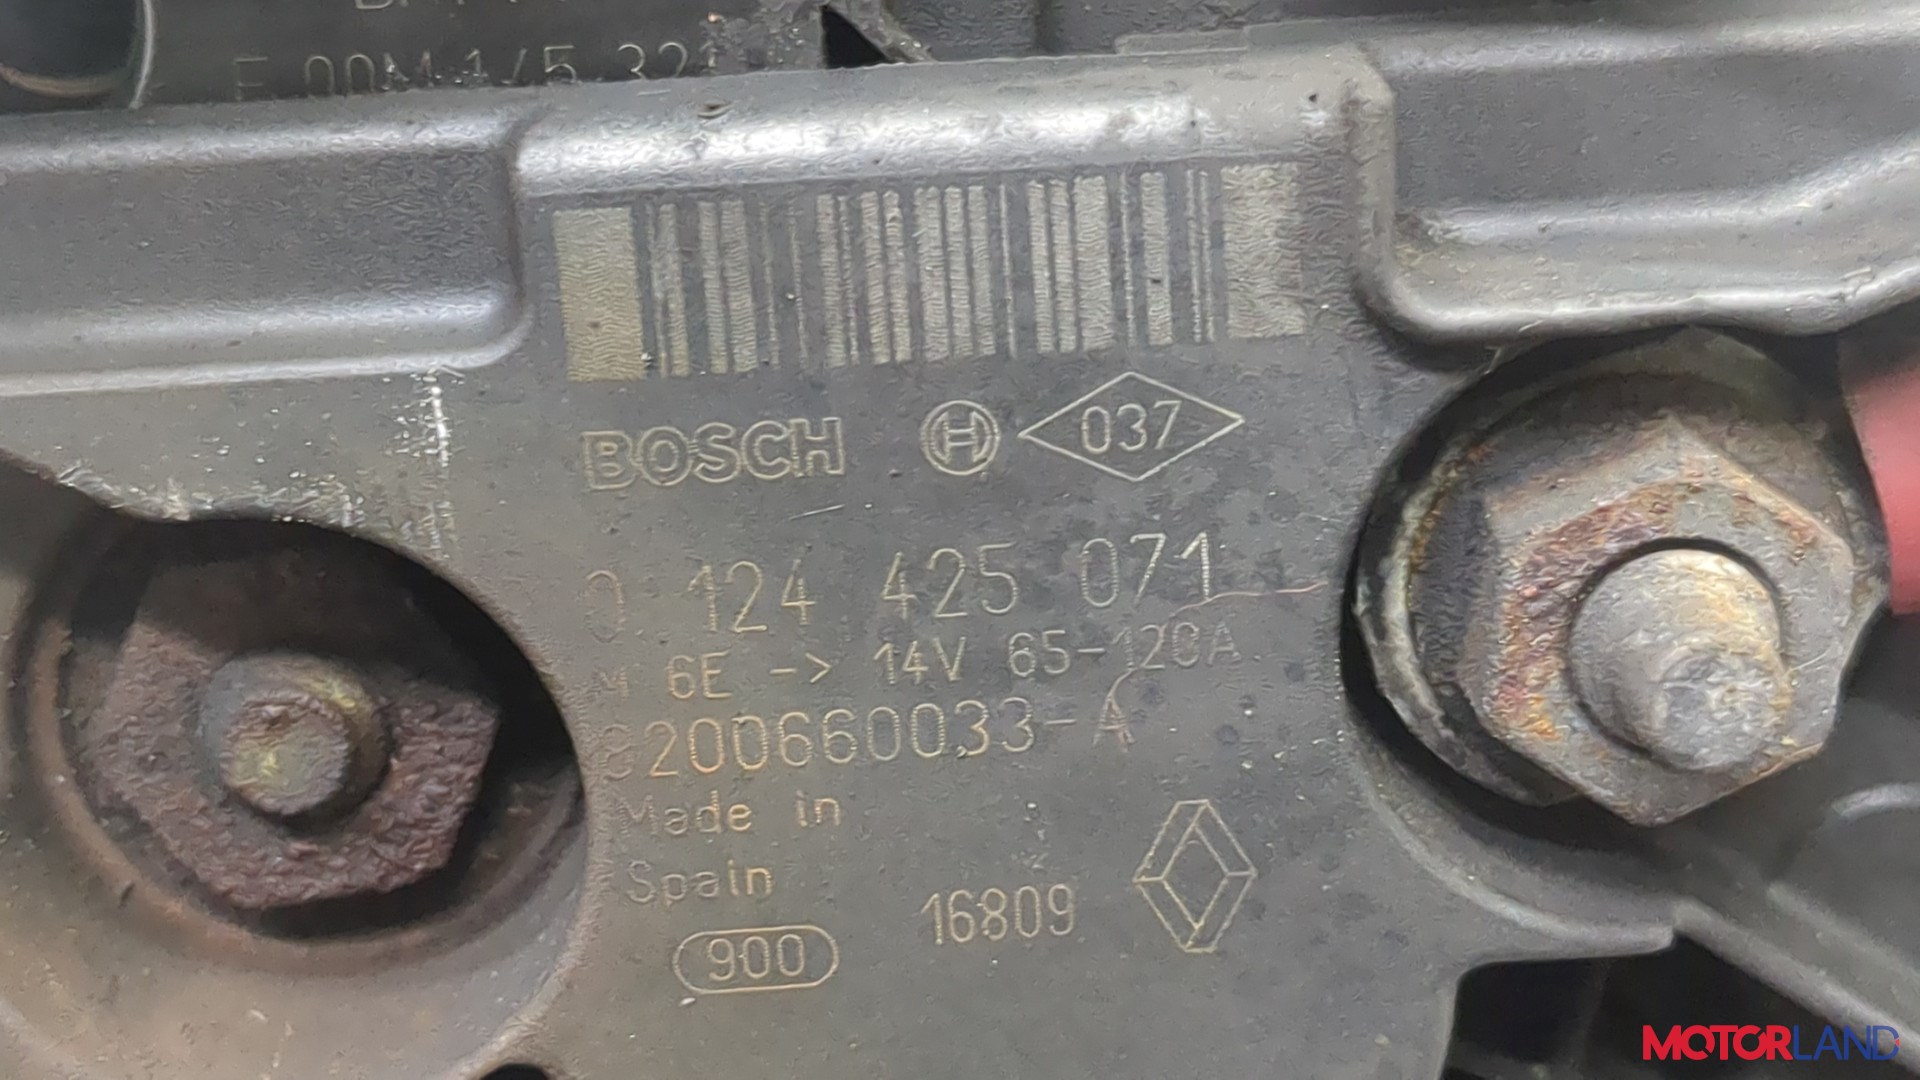 BOSCH 037
0 124 425 071
M 6E -> 14V 65-120A
8200660033-A
Made in
Spain
16809
900
MOTORLAND